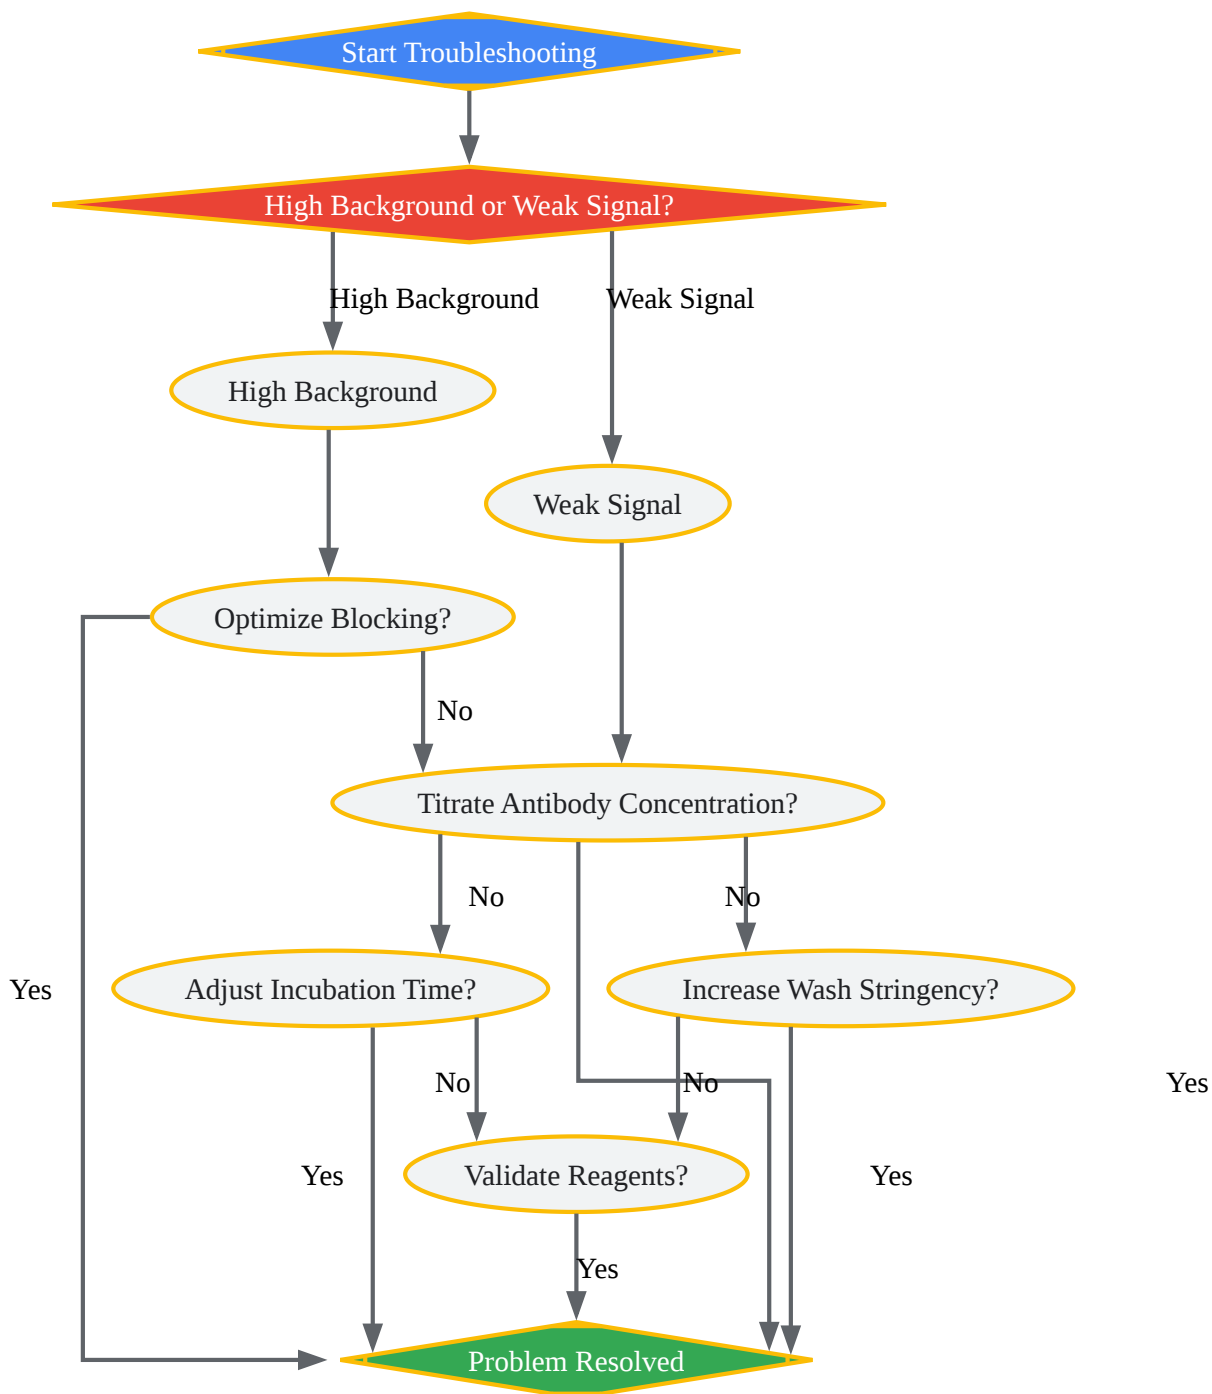 Start Troubleshooting
High Background or Weak Signal?
High Background
Weak Signal
High Background
Weak Signal
Optimize Blocking?
No
Titrate Antibody Concentration?
No
No
Yes
Adjust Incubation Time?
Increase Wash Stringency?
No
No
Yes
Yes
Validate Reagents?
Yes
Yes
Problem Resolved